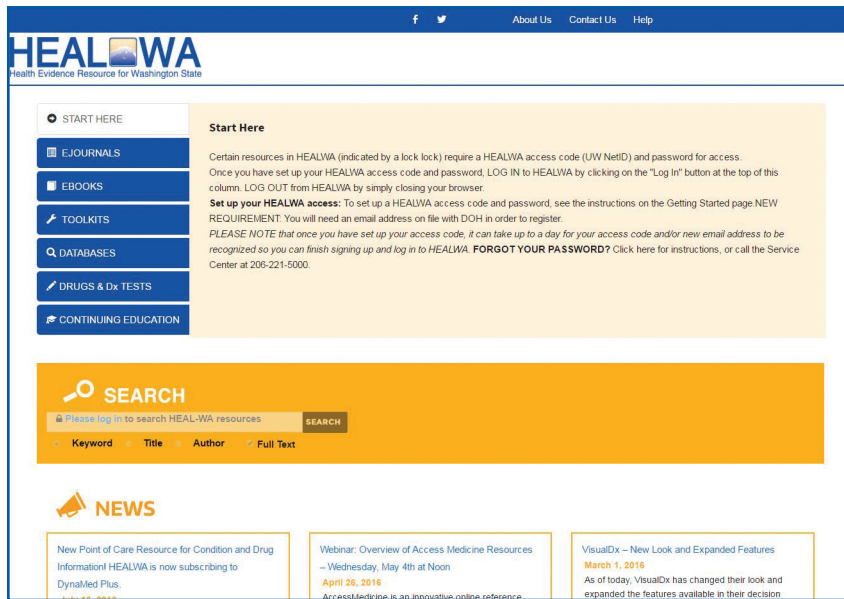 About Us Contact Us Help
HEALWA
Health Evidence Resource for Washington State
START HERE
EJOURNALS
EBOOKS
TOOLKITS
DATABASES
DRUGS & Dx TESTS
CONTINUING EDUCATION
Start Here
Certain resources in HEALWA (indicated by a lock lock) require a HEALWA access code (UW NetID) and password for access.
Once you have set up your HEALWA access code and password, LOG IN to HEALWA by clicking on the "Log In" button at the top of this
column. LOG OUT from HEALWA by simply closing your browser.
Set up your HEALWA access: To set up a HEALWA access code and password, see the instructions on the Getting Started page.NEW
REQUIREMENT: You will need an email address on file with DOH in order to register.
PLEASE NOTE that once you have set up your access code, it can take up to a day for your access code and/or new email address to be
recognized so you can finish signing up and log in to HEALWA. FORGOT YOUR PASSWORD? Click here for instructions, or call the Service
Center at 206-221-5000.
SEARCH
Please log in to search HEAL-WA resources
SEARCH
Keyword Title Author Full Text
NEWS
New Point of Care Resource for Condition and Drug
Information! HEALWA is now subscribing to
DynaMed Plus.
Webinar: Overview of Access Medicine Resources
– Wednesday, May 4th at Noon
April 26, 2016
AccessMedicine is an innovative online reference
VisualDx – New Look and Expanded Features
March 1, 2016
As of today, VisualDx has changed their look and
expanded the features available in their decision